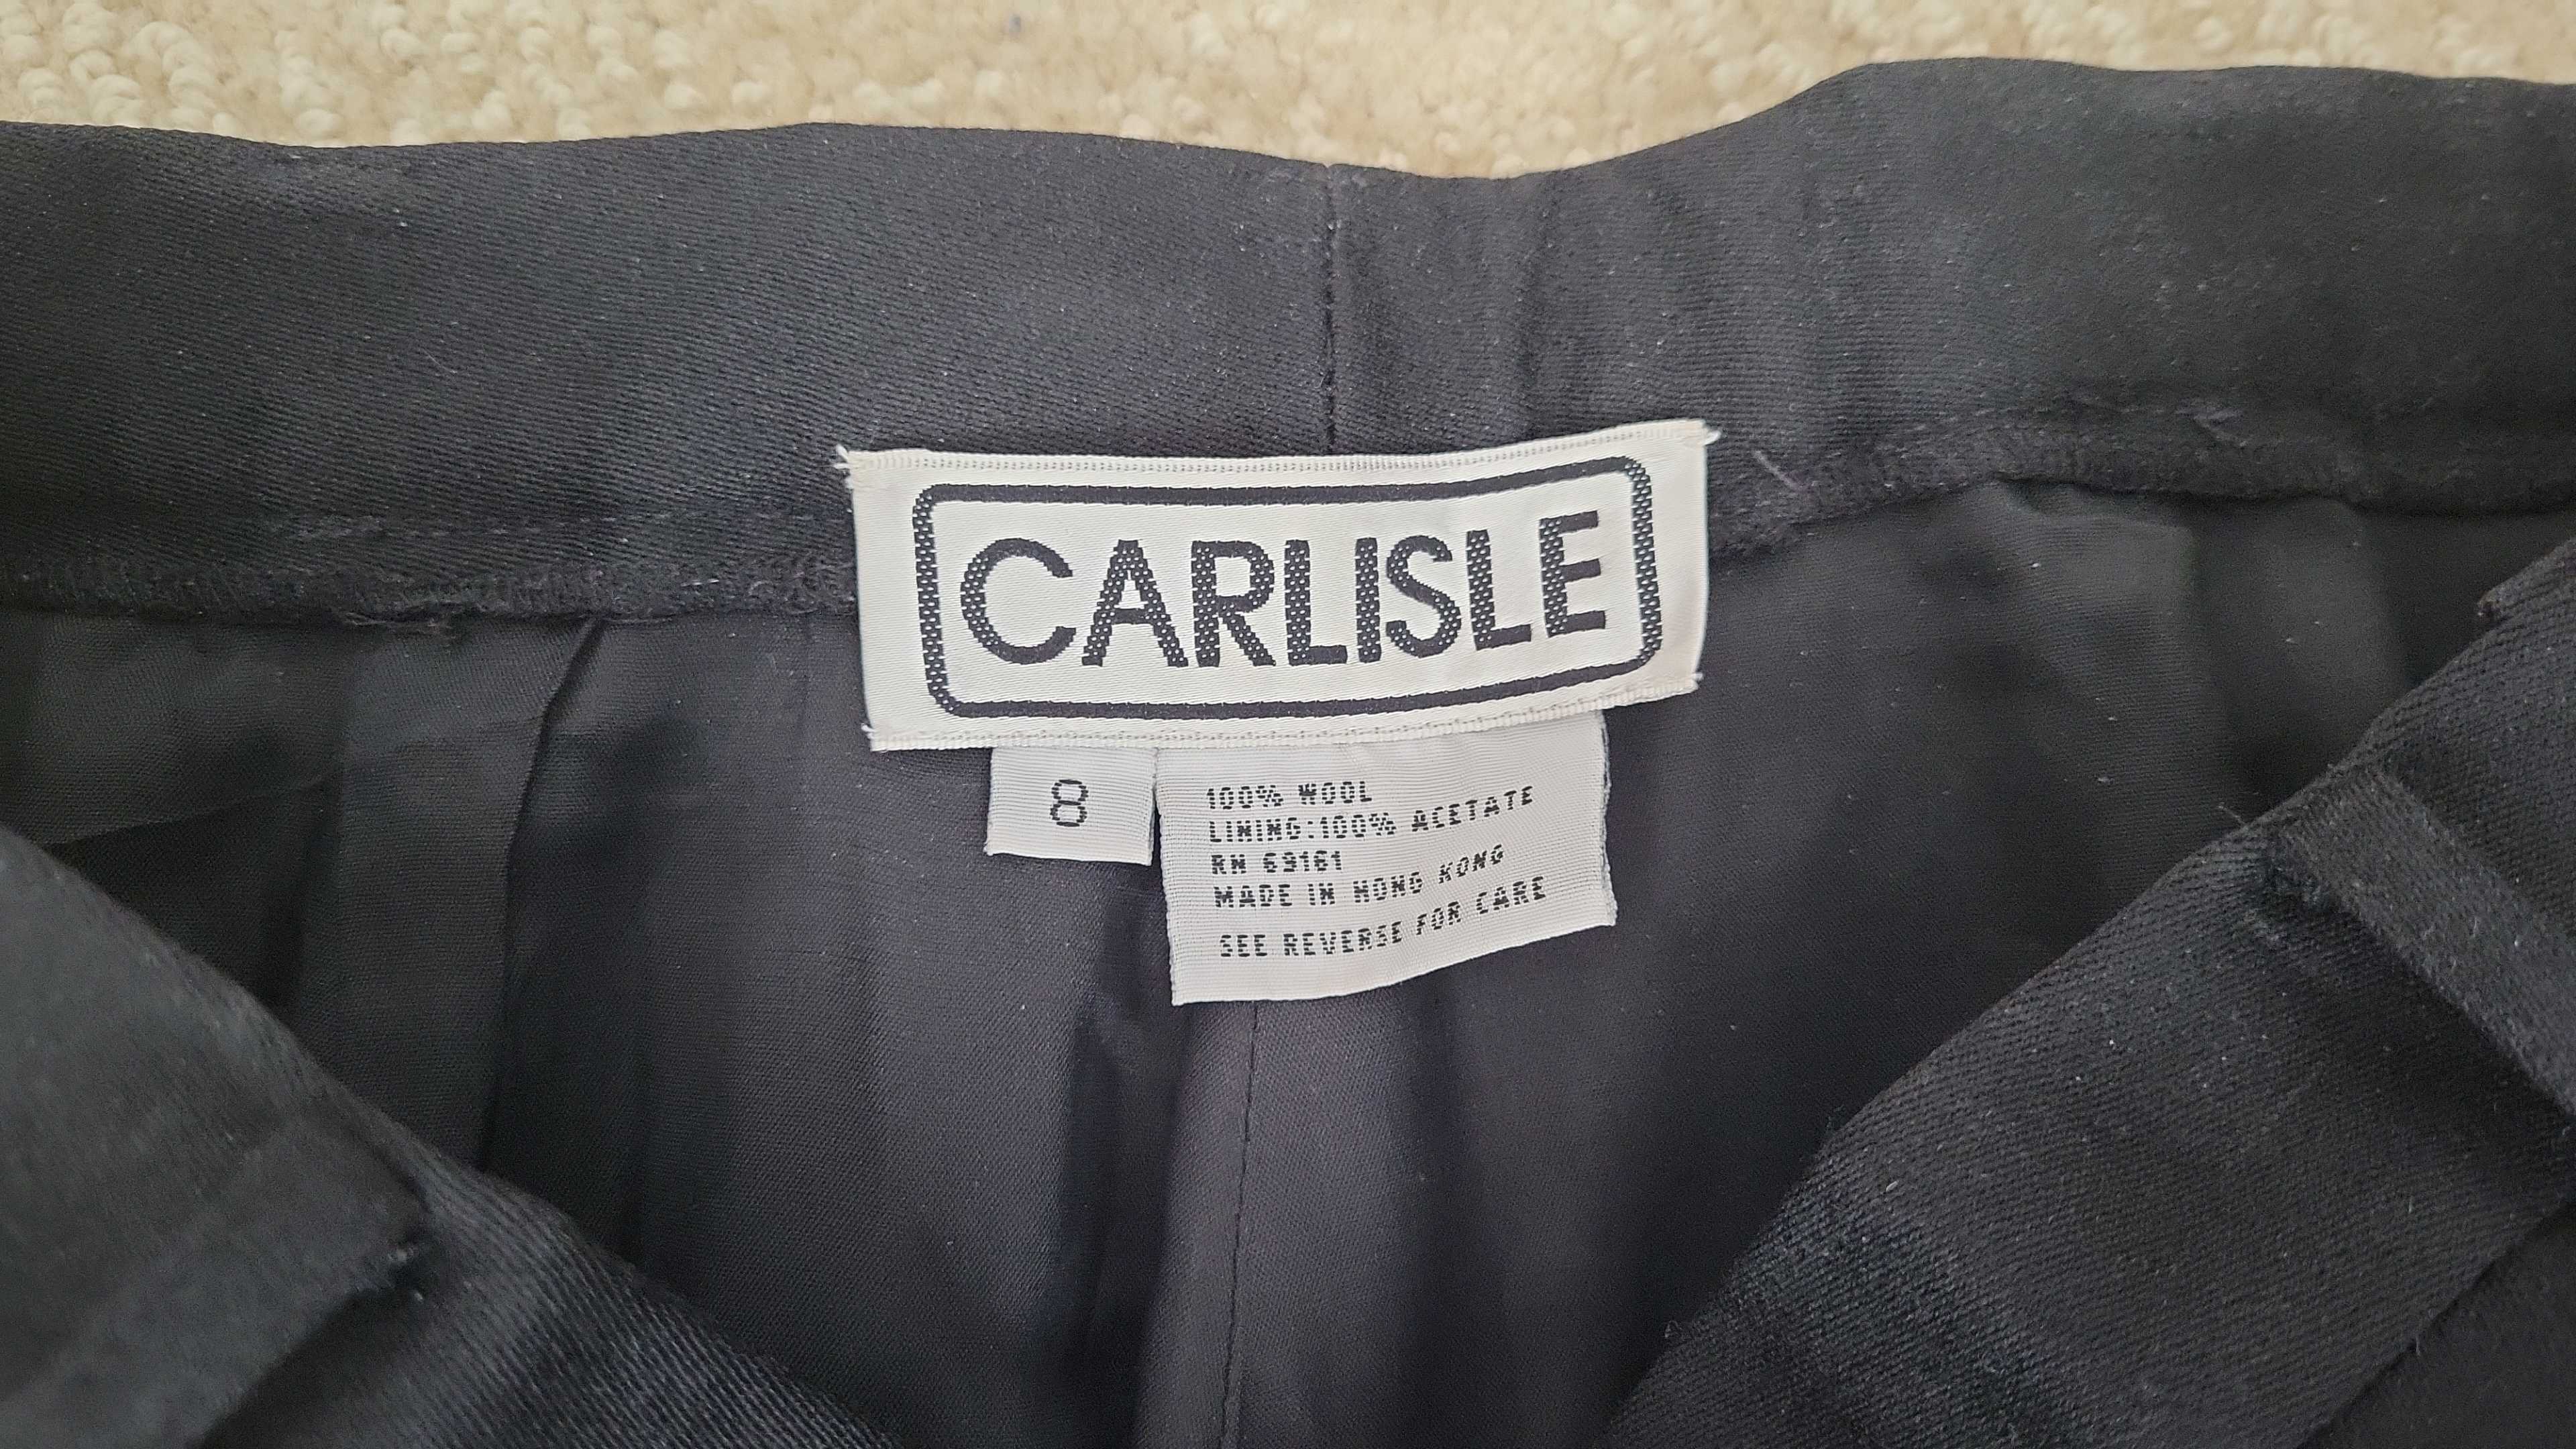 CARLISLE
8
100% WOOL
LINING:100% ACETATE
RN 69161
MADE IN HONG KONG
SEE REVERSE FOR CARE